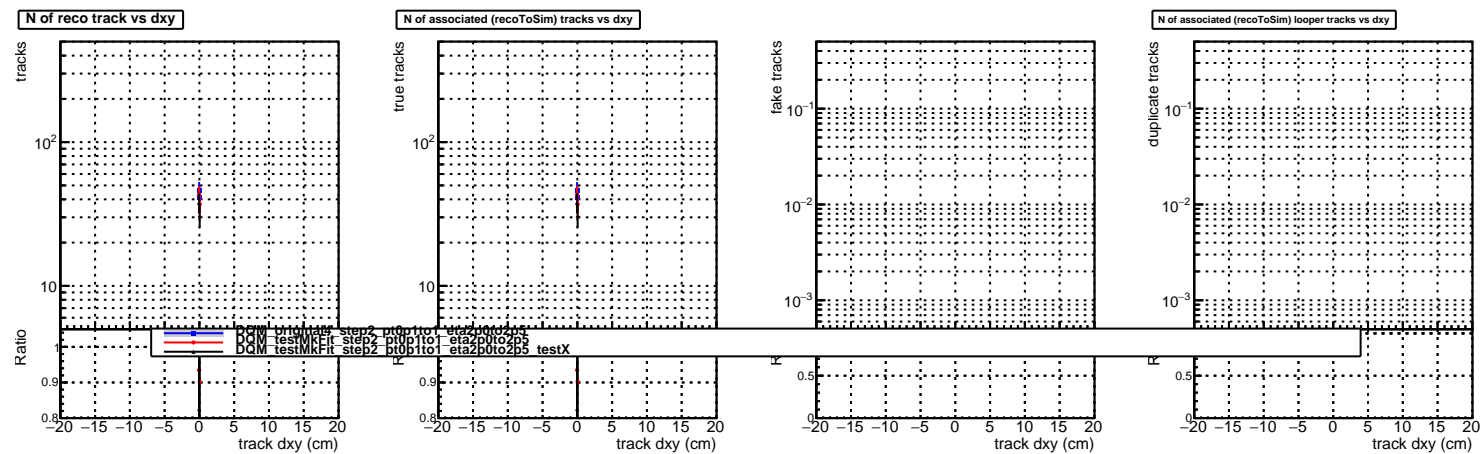 N of reco track vs dxy
N of associated (recoToSim) tracks vs dxy
N of associated (recoToSim) looper tracks vs dxy
tracks
10²
10
Ratio
1
0.9
0.8
−20 −15 −10 −5 0 5 10 15 20
track dxy (cm)
true tracks
10²
10
0.9
0.8
−20 −15 −10 −5 0 5 10 15 20
track dxy (cm)
fake tracks
10⁻¹
10⁻²
10⁻³
0.5
0
−20 −15 −10 −5 0 5 10 15 20
track dxy (cm)
duplicate tracks
10⁻¹
10⁻²
10⁻³
0.5
0
−20 −15 −10 −5 0 5 10 15 20
track dxy (cm)
DQM_original4_step2_pt0p1to1_eta2p0to2p5
DQM_testMkFit_step2_pt0p1to1_eta2p0to2p5
DQM_testMkFit_step2_pt0p1to1_eta2p0to2p5_testX